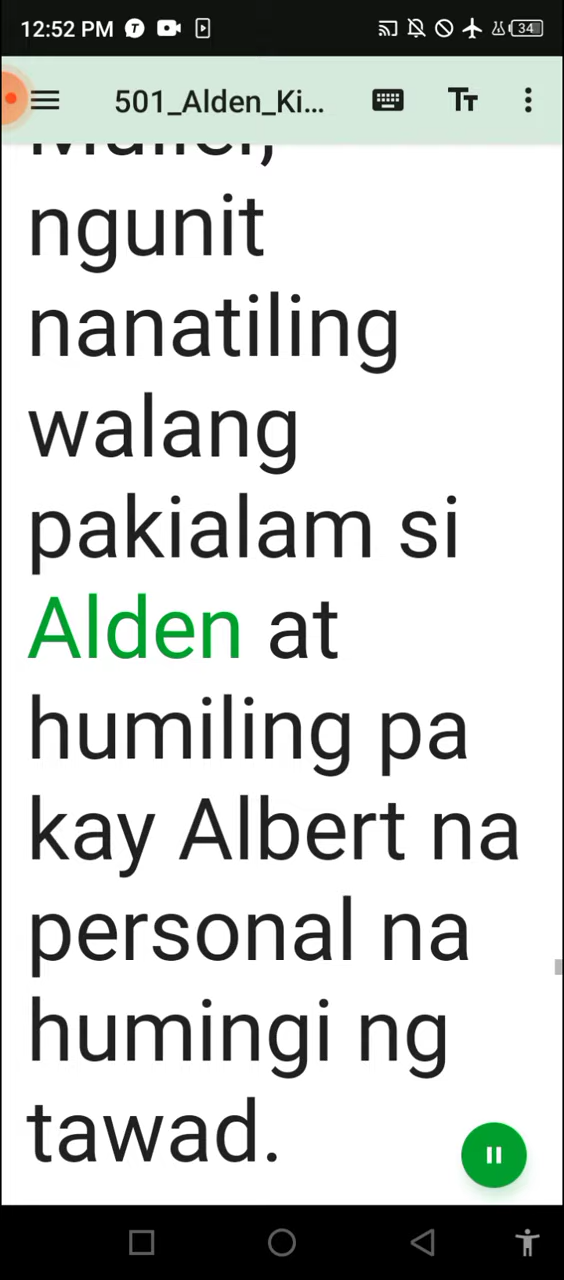 12:52 PM
34
501_Alden_Ki...
ngunit
nanatiling
walang
pakialam si
Alden at
humiling pa
kay Albert na
personal na
humingi ng
tawad.